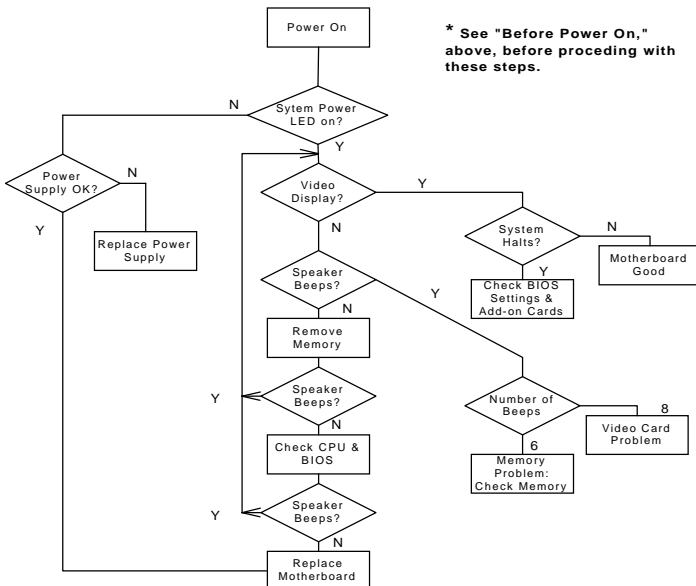 Power On
* See "Before Power On,"
above, before proceding with
these steps.
N
Sytem Power
LED on?
Y
Power
Supply OK?
N
Y
Replace Power
Supply
Video
Display?
Y
N
System
Halts?
N
Y
Motherboard
Good
Check BIOS
Settings &
Add-on Cards
Speaker
Beeps?
Y
N
Remove
Memory
Speaker
Beeps?
Y
N
Number of
Beeps
8
Video Card
Problem
6
Memory
Problem:
Check Memory
Check CPU &
BIOS
Speaker
Beeps?
Y
N
Replace
Motherboard